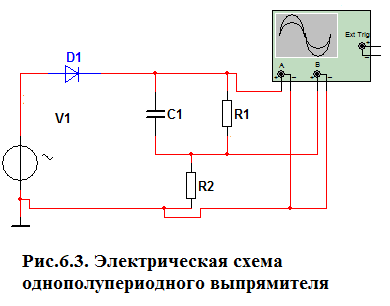 D1
Ext Trig
+
−
A
B
+ − + −
V1
C1
R1
R2
Рис.6.3. Электрическая схема
однополупериодного выпрямителя